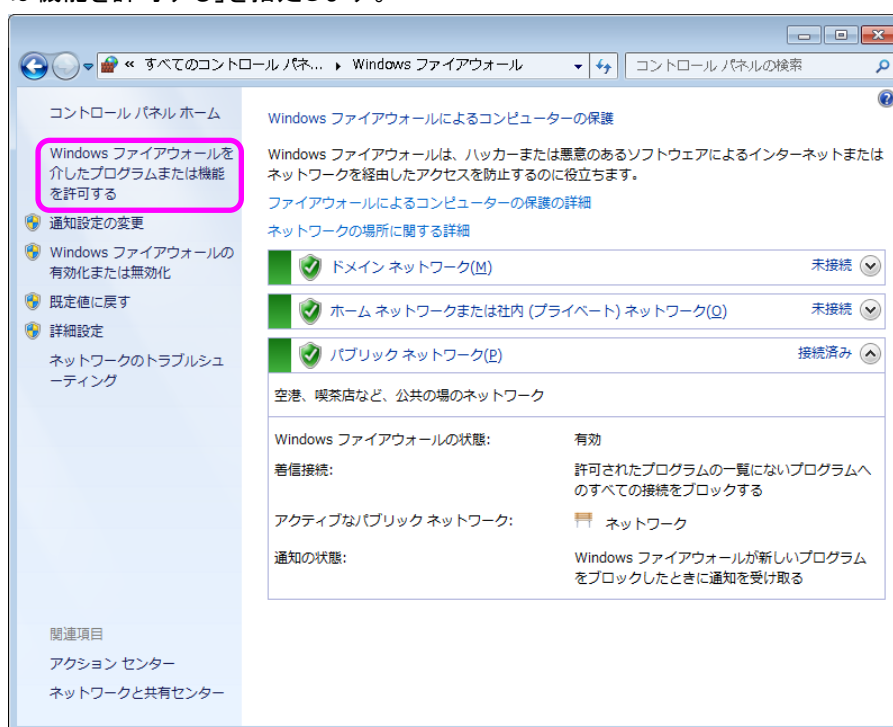 は機能を許可する」を指定します。
« すべてのコントロール パネ... ▸ Windows ファイアウォール
コントロール パネルの検索
コントロール パネル ホーム
Windows ファイアウォールを
介したプログラムまたは機能
を許可する
通知設定の変更
Windows ファイアウォールの
有効化または無効化
既定値に戻す
詳細設定
ネットワークのトラブルシュ
ーティング
関連項目
アクション センター
ネットワークと共有センター
Windows ファイアウォールによるコンピューターの保護
Windows ファイアウォールは、ハッカーまたは悪意のあるソフトウェアによるインターネットまたは
ネットワークを経由したアクセスを防止するのに役立ちます。
ファイアウォールによるコンピューターの保護の詳細
ネットワークの場所に関する詳細
ドメイン ネットワーク(M) 未接続
ホーム ネットワークまたは社内 (プライベート) ネットワーク(O) 未接続
パブリック ネットワーク(P) 接続済み
空港、喫茶店など、公共の場のネットワーク
Windows ファイアウォールの状態: 有効
着信接続: 許可されたプログラムの一覧にないプログラムへ
のすべての接続をブロックする
アクティブなパブリック ネットワーク: ネットワーク
通知の状態: Windows ファイアウォールが新しいプログラム
をブロックしたときに通知を受け取る